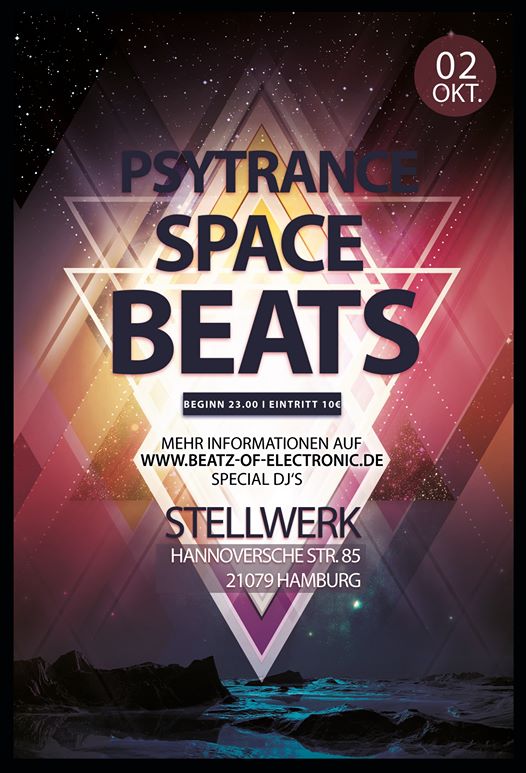 02
OKT.
PSYTRANCE
SPACE
BEATS
BEGINN 23.00 I EINTRITT 10€
MEHR INFORMATIONEN AUF
WWW.BEATZ-OF-ELECTRONIC.DE
SPECIAL DJ'S
STELLWERK
HANNOVERSCHE STR. 85
21079 HAMBURG